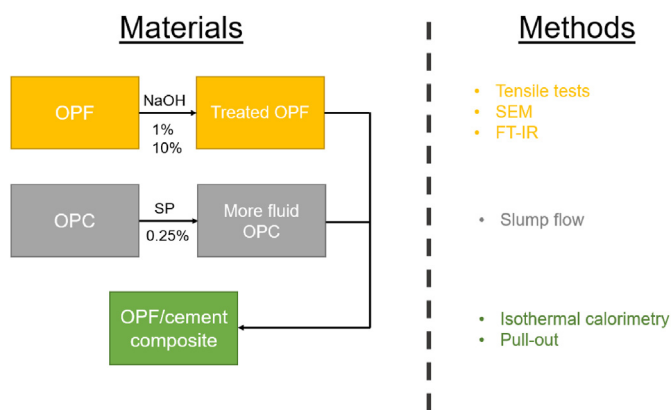 Materials
Methods
OPF
NaOH
1%
10%
Treated OPF
• Tensile tests
• SEM
• FT-IR
OPC
SP
0.25%
More fluid
OPC
• Slump flow
OPF/cement
composite
• Isothermal calorimetry
• Pull-out